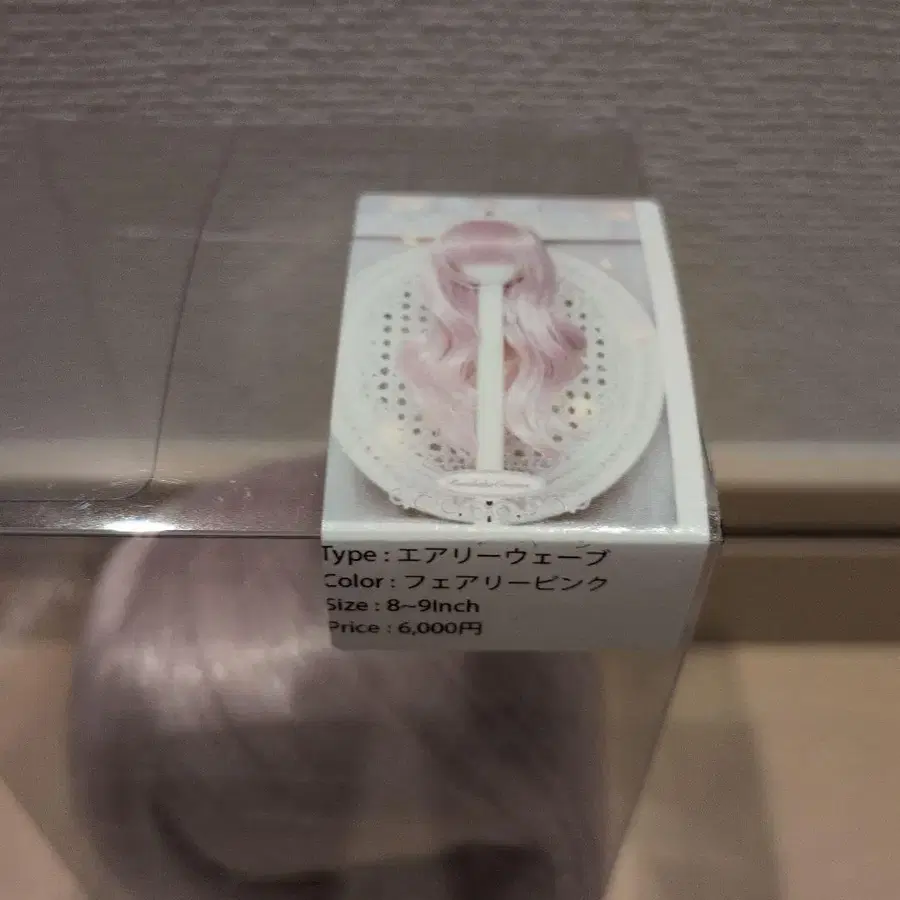 Type : エアリーウェーブ
Color : フェアリーピンク
Size : 8~9Inch
Price : 6,000円